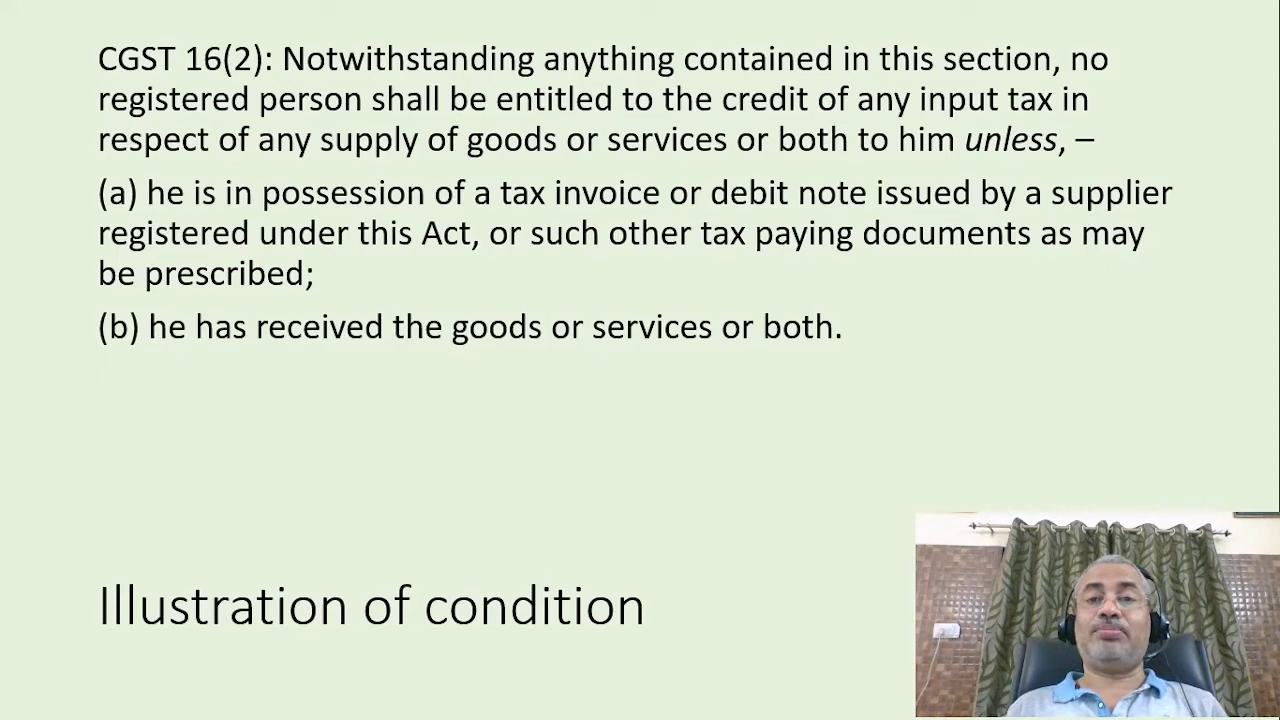 CGST 16(2): Notwithstanding anything contained in this section, no
registered person shall be entitled to the credit of any input tax in
respect of any supply of goods or services or both to him unless, –
(a) he is in possession of a tax invoice or debit note issued by a supplier
registered under this Act, or such other tax paying documents as may
be prescribed;
(b) he has received the goods or services or both.
Illustration of condition